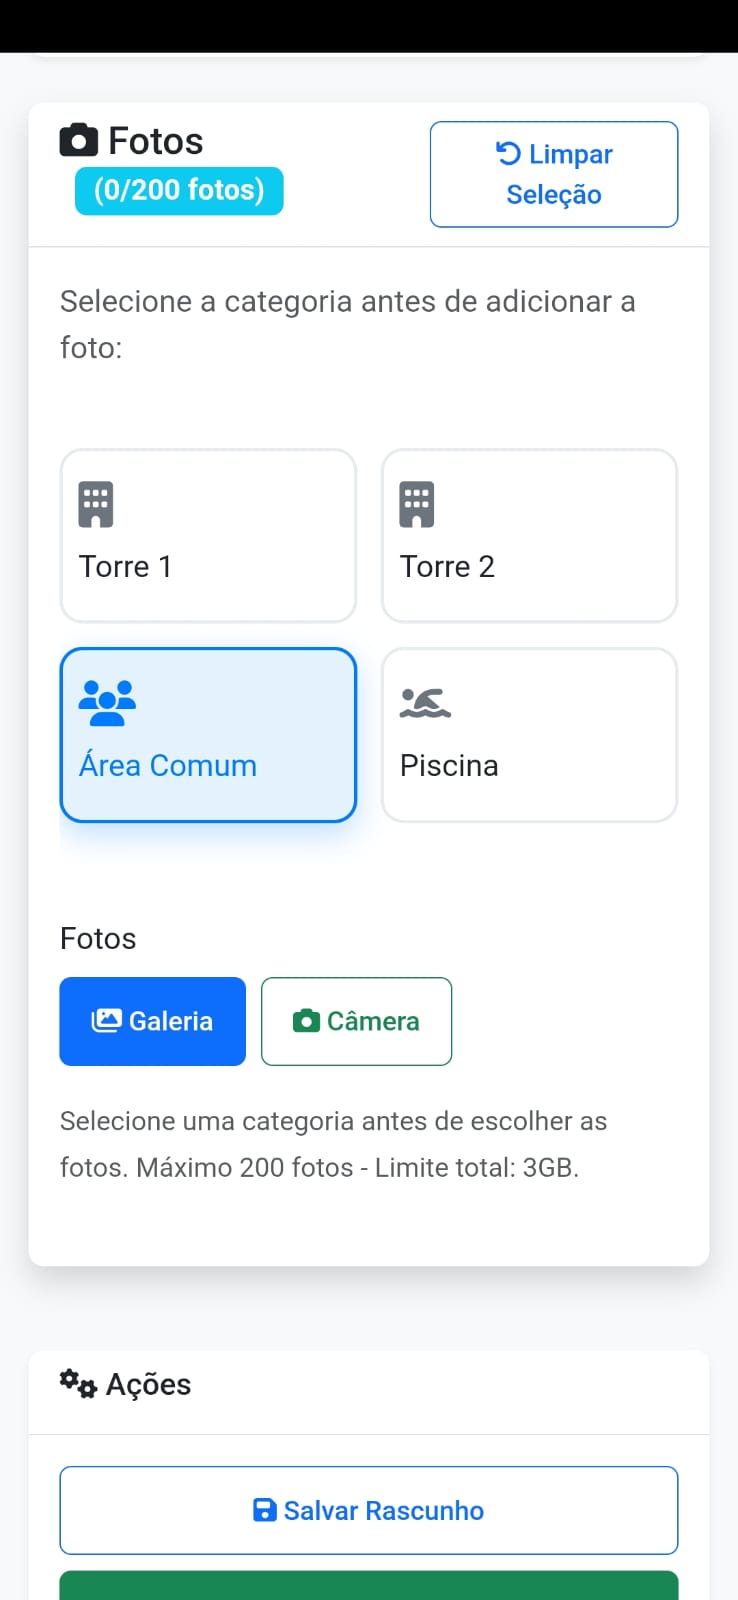 Fotos
(0/200 fotos)
Limpar
Seleção
Selecione a categoria antes de adicionar a
foto:
Torre 1
Torre 2
Área Comum
Piscina
Fotos
Galeria
Câmera
Selecione uma categoria antes de escolher as
fotos. Máximo 200 fotos - Limite total: 3GB.
Ações
Salvar Rascunho